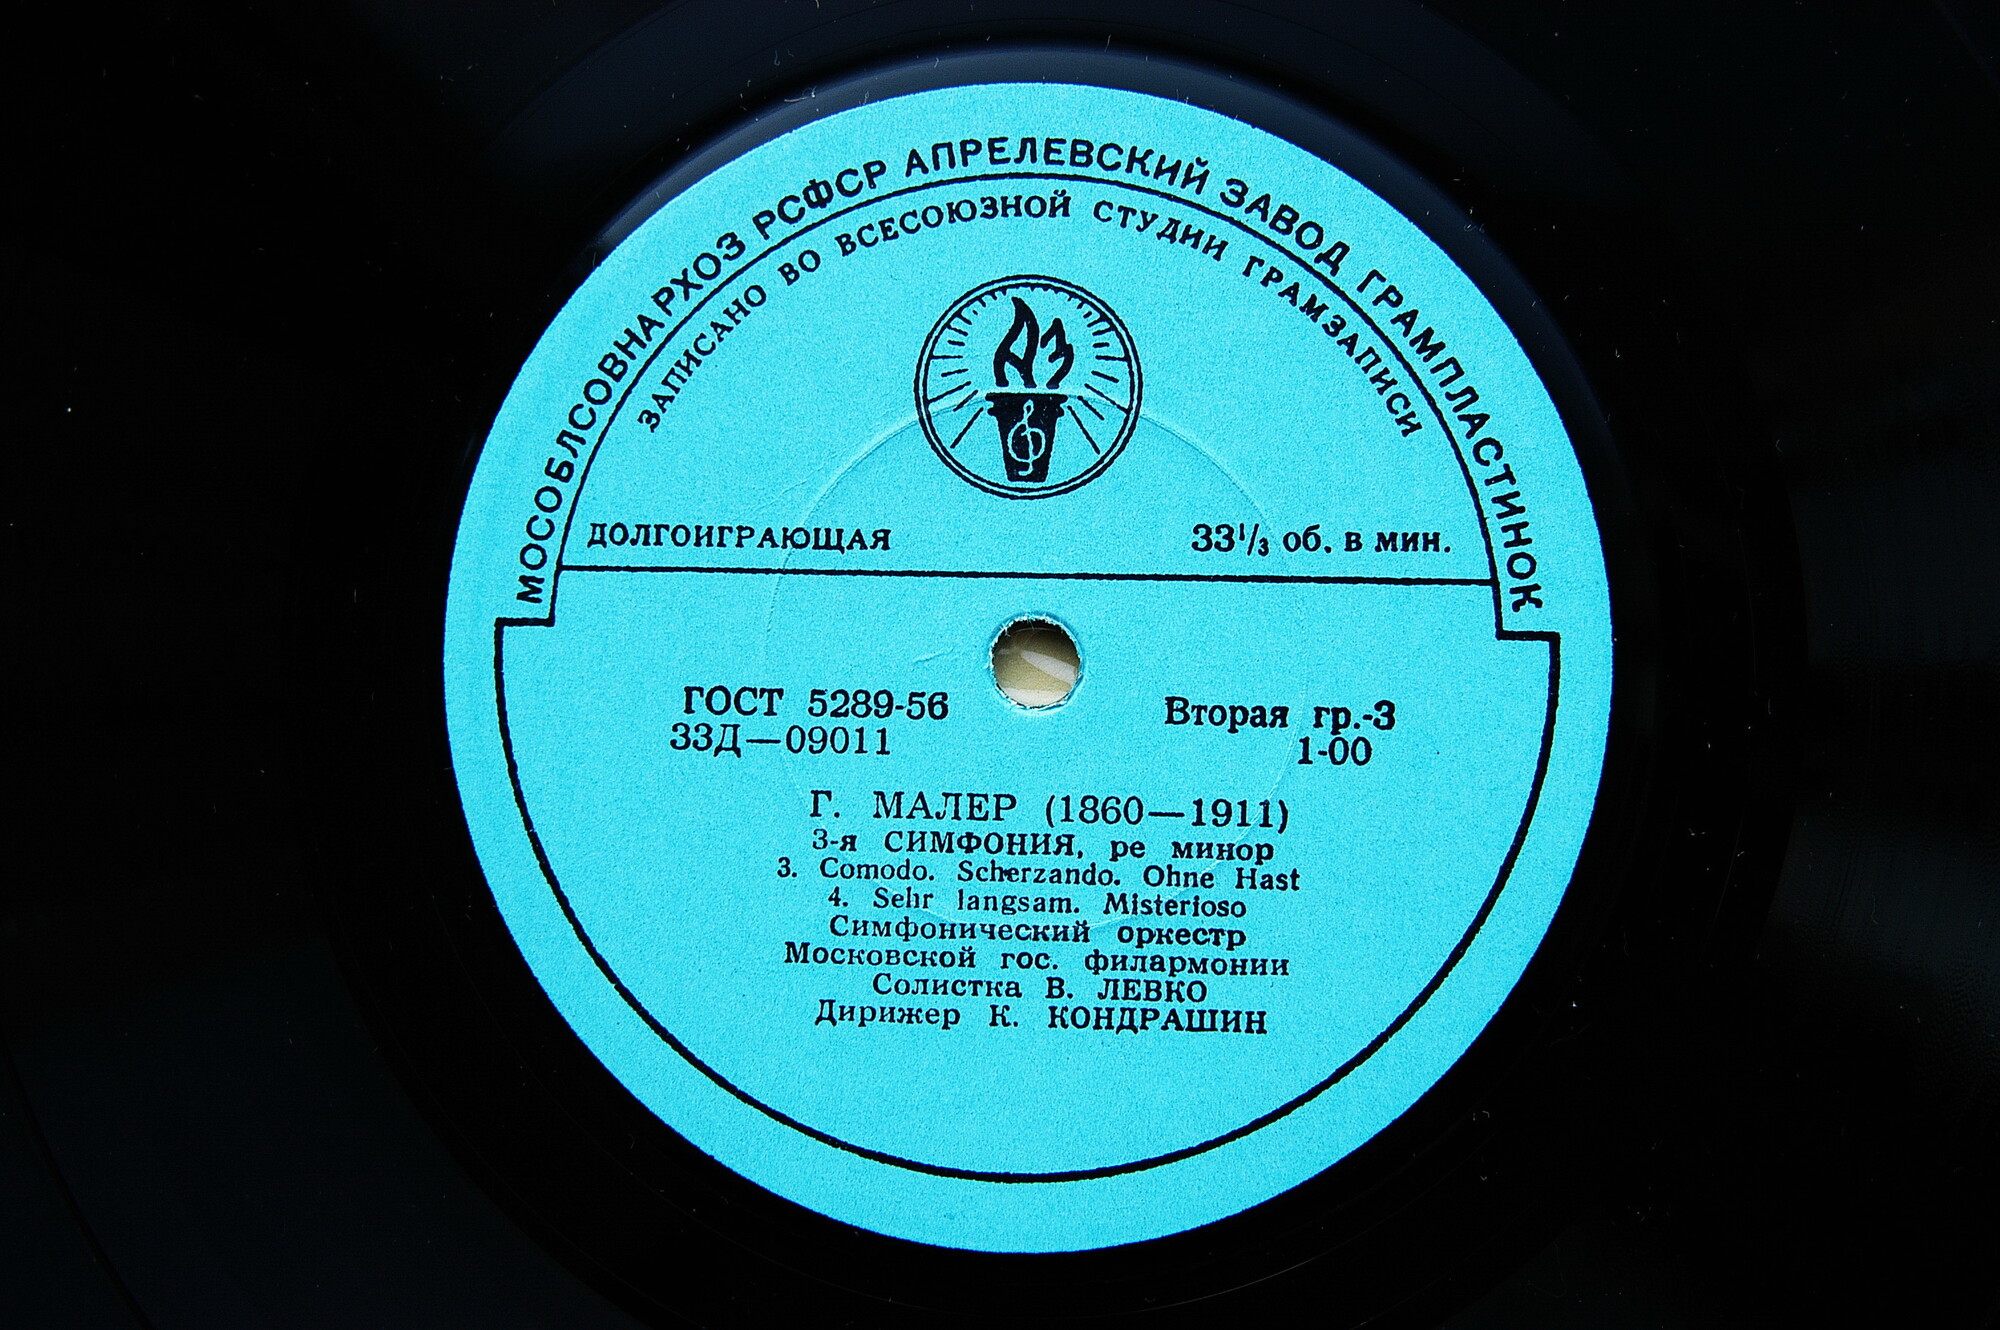 МОСОБЛСОВНАРХОЗ РСФСР АПРЕЛЕВСКИЙ ЗАВОД ГРАМПЛАСТИНОК
ЗАПИСАНО ВО ВСЕСОЮЗНОЙ СТУДИИ ГРАМЗАПИСИ
АЗ
ДОЛГОИГРАЮЩАЯ 33¹/₃ об. в мин.
ГОСТ 5289-56 Вторая гр.-3
33Д—09011 1-00
Г. МАЛЕР (1860—1911)
3-я СИМФОНИЯ, ре минор
3. Comodo. Scherzando. Ohne Hast
4. Sehr langsam. Misterioso
Симфонический оркестр
Московской гос. филармонии
Солистка В. ЛЕВКО
Дирижер К. КОНДРАШИН